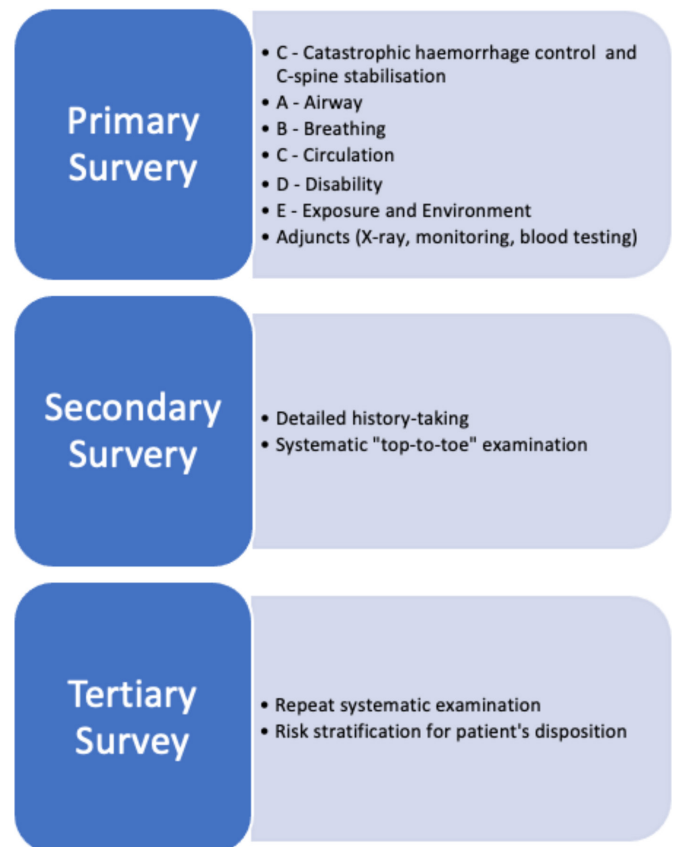 Primary
Survery
• C - Catastrophic haemorrhage control and
C-spine stabilisation
• A - Airway
• B - Breathing
• C - Circulation
• D - Disability
• E - Exposure and Environment
• Adjuncts (X-ray, monitoring, blood testing)
Secondary
Survery
• Detailed history-taking
• Systematic "top-to-toe" examination
Tertiary
Survey
• Repeat systematic examination
• Risk stratification for patient's disposition